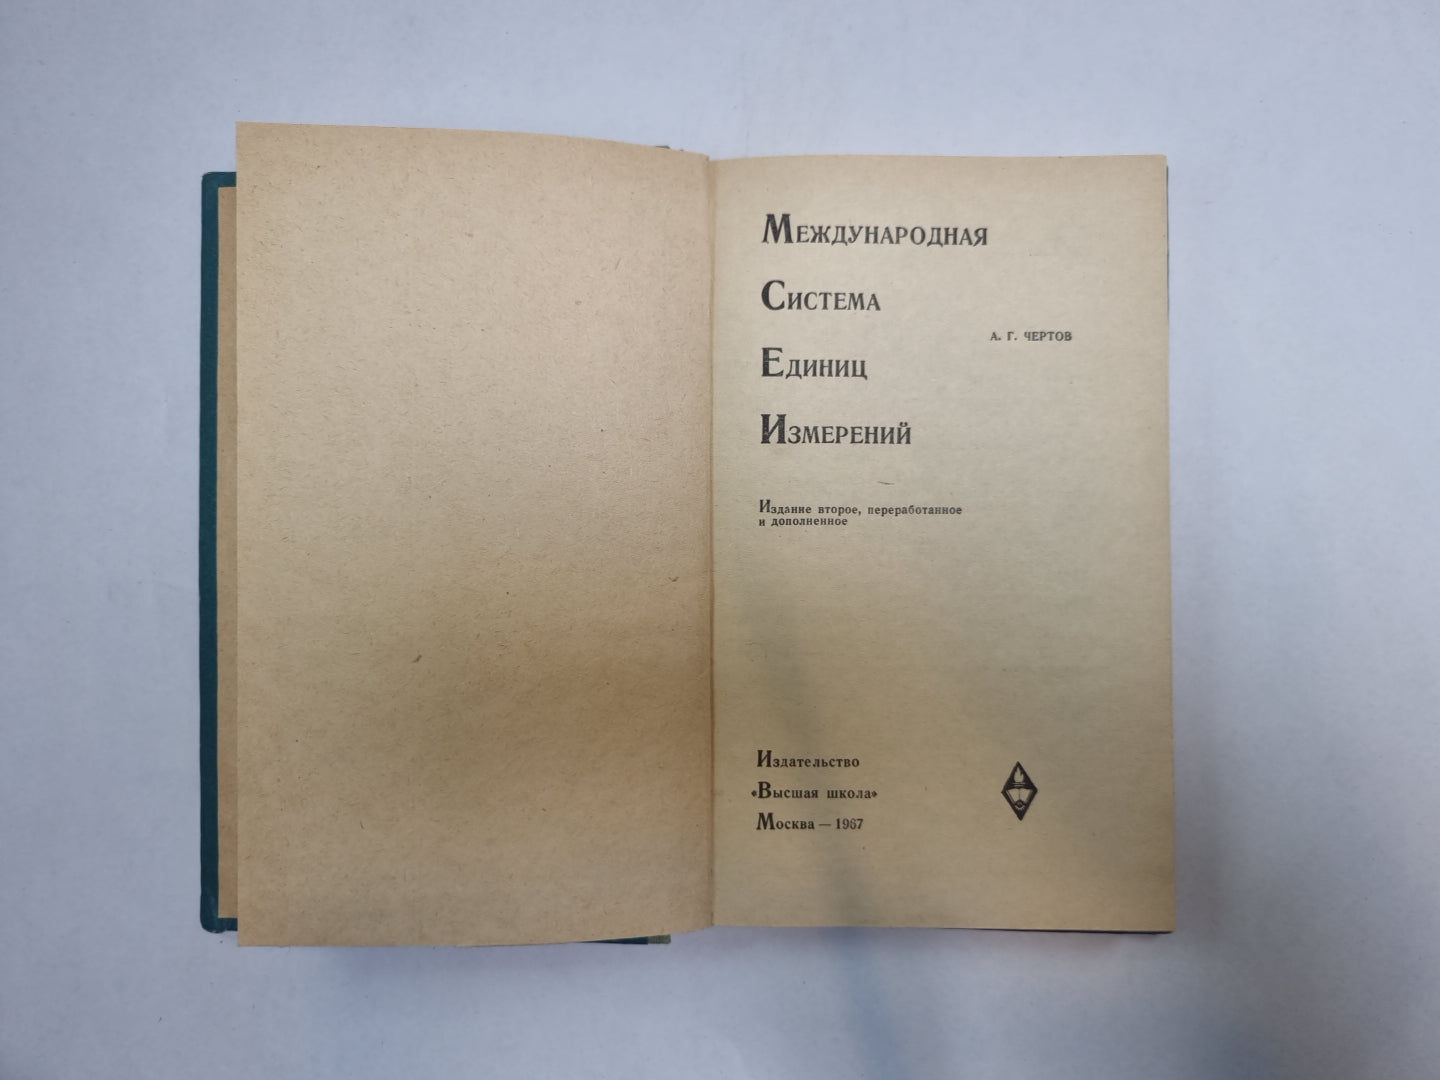 Международная
Система
А. Г. ЧЕРТОВ
Единиц
Измерений
Издание второе, переработанное
и дополненное
Издательство
«Высшая школа»
Москва — 1967